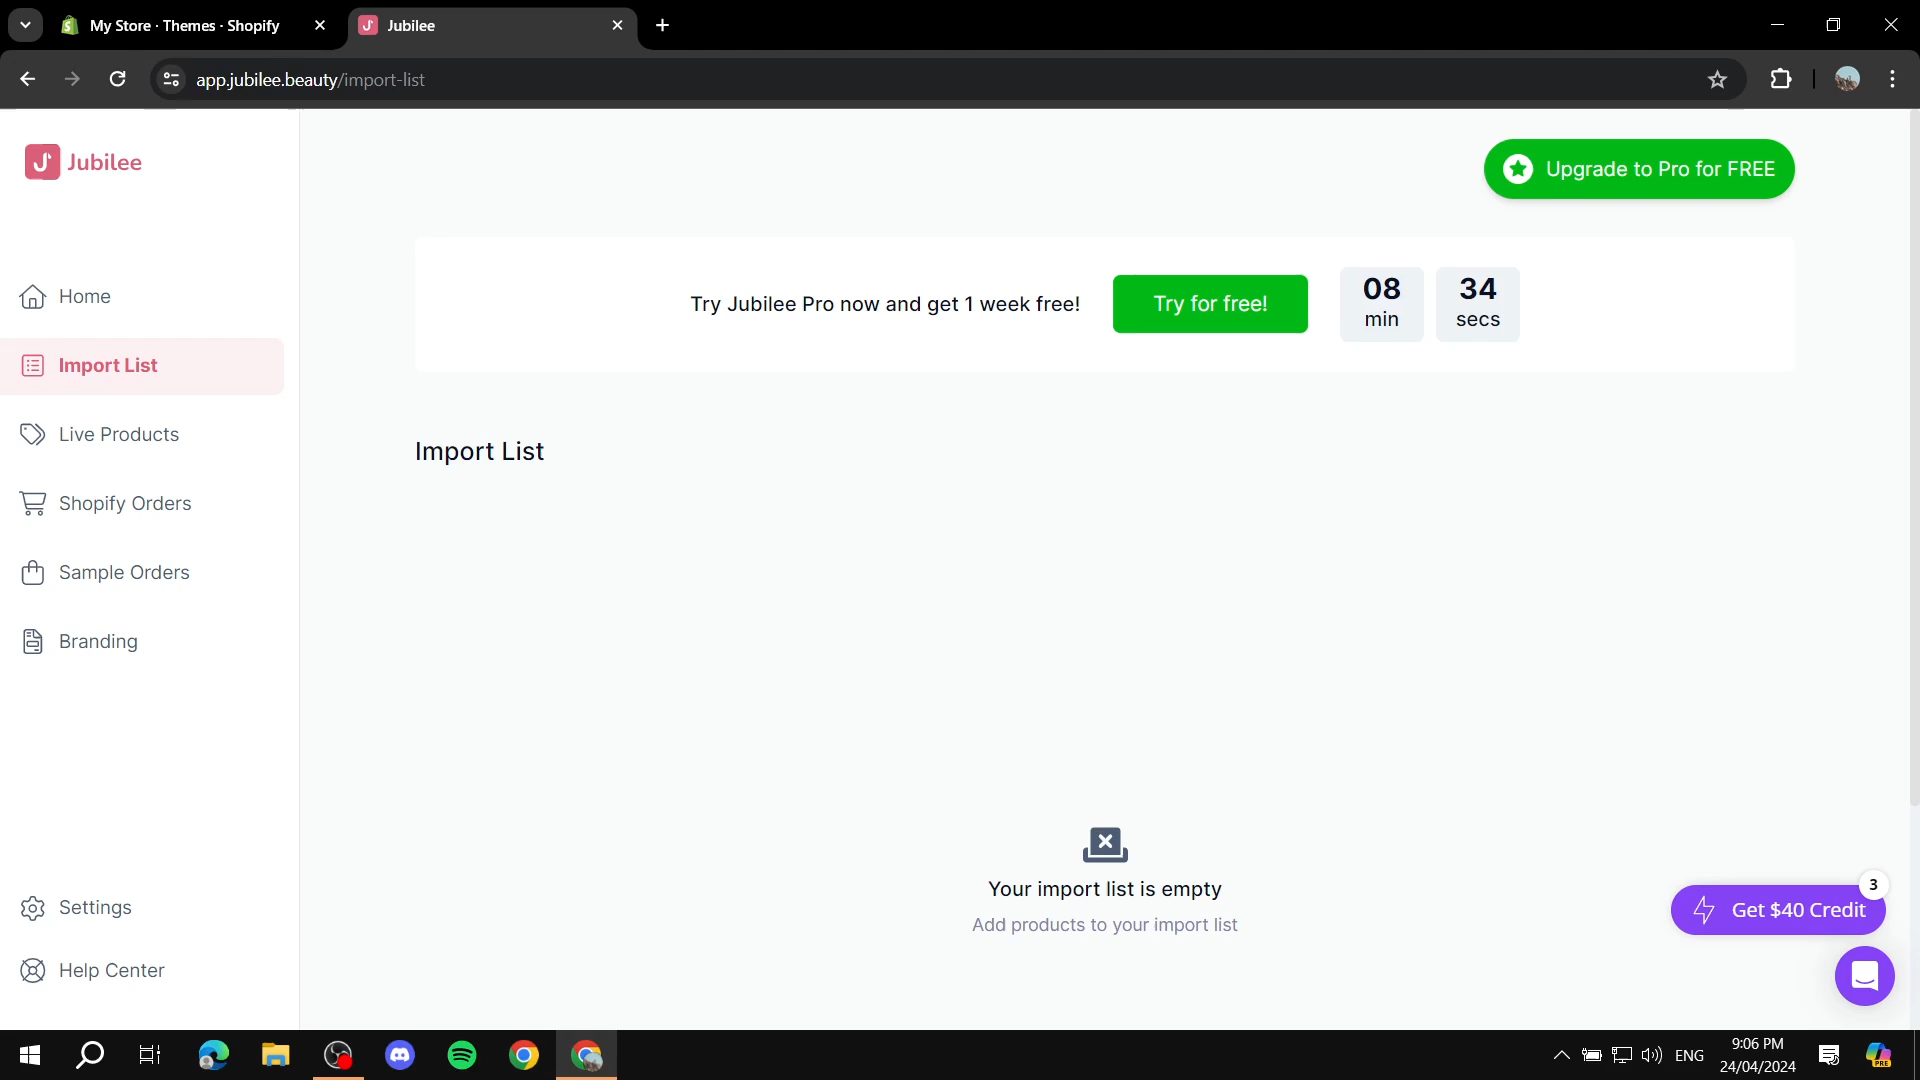 My Store · Themes · Shopify
Jubilee
app.jubilee.beauty/import-list
Jubilee
Upgrade to Pro for FREE
Try Jubilee Pro now and get 1 week free!
Try for free!
08
min
34
secs
Home
Import List
Live Products
Shopify Orders
Sample Orders
Branding
Import List
Your import list is empty
Add products to your import list
3
Get $40 Credit
Settings
Help Center
ENG
9:06 PM
24/04/2024
PRE